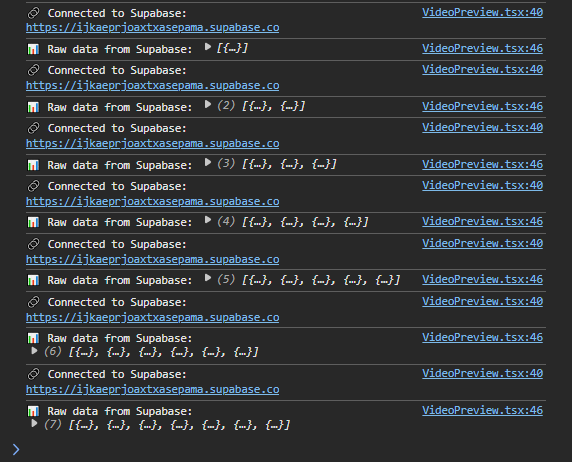 🔗 Connected to Supabase: VideoPreview.tsx:40
https://ijkaeprjoaxtxasepama.supabase.co
📊 Raw data from Supabase: ▶ [{…}] VideoPreview.tsx:46
🔗 Connected to Supabase: VideoPreview.tsx:40
https://ijkaeprjoaxtxasepama.supabase.co
📊 Raw data from Supabase: ▶ (2) [{…}, {…}] VideoPreview.tsx:46
🔗 Connected to Supabase: VideoPreview.tsx:40
https://ijkaeprjoaxtxasepama.supabase.co
📊 Raw data from Supabase: ▶ (3) [{…}, {…}, {…}] VideoPreview.tsx:46
🔗 Connected to Supabase: VideoPreview.tsx:40
https://ijkaeprjoaxtxasepama.supabase.co
📊 Raw data from Supabase: ▶ (4) [{…}, {…}, {…}, {…}] VideoPreview.tsx:46
🔗 Connected to Supabase: VideoPreview.tsx:40
https://ijkaeprjoaxtxasepama.supabase.co
📊 Raw data from Supabase: ▶ (5) [{…}, {…}, {…}, {…}, {…}] VideoPreview.tsx:46
🔗 Connected to Supabase: VideoPreview.tsx:40
https://ijkaeprjoaxtxasepama.supabase.co
📊 Raw data from Supabase: VideoPreview.tsx:46
▶ (6) [{…}, {…}, {…}, {…}, {…}, {…}]
🔗 Connected to Supabase: VideoPreview.tsx:40
https://ijkaeprjoaxtxasepama.supabase.co
📊 Raw data from Supabase: VideoPreview.tsx:46
▶ (7) [{…}, {…}, {…}, {…}, {…}, {…}, {…}]